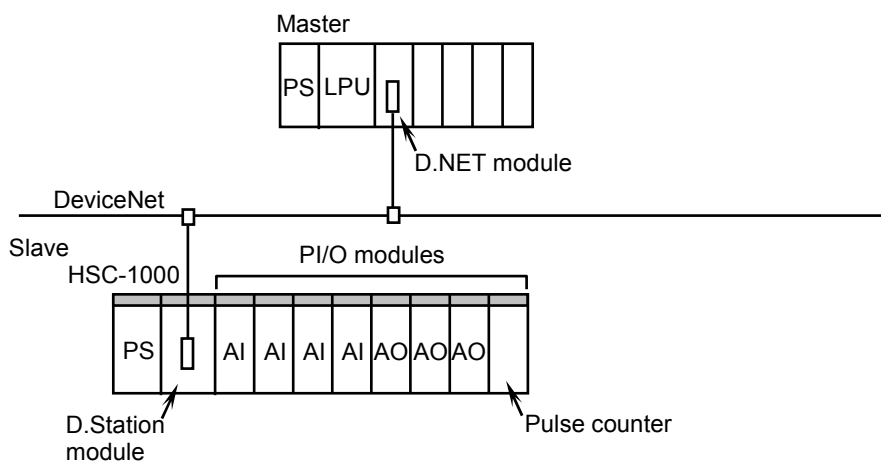 Master
PS LPU
D.NET module
DeviceNet
Slave
PI/O modules
HSC-1000
PS AI AI AI AI AO AO AO
D.Station
module
Pulse counter